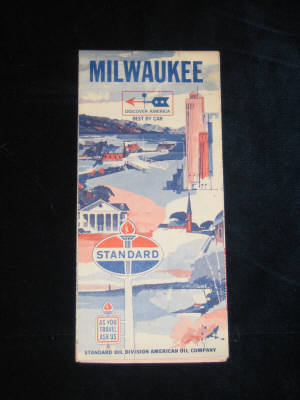 MILWAUKEE
DISCOVER AMERICA
BEST BY CAR
STANDARD
AS YOU
TRAVEL
ASK US
STANDARD OIL DIVISION AMERICAN OIL COMPANY